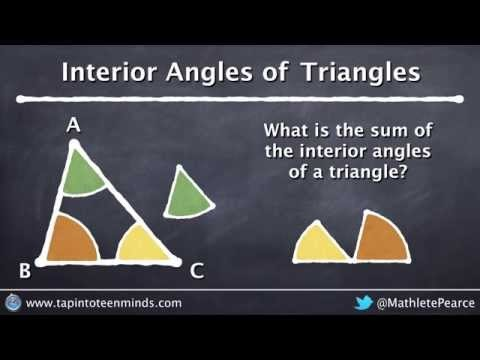 Interior Angles of Triangles
A
What is the sum of
the interior angles
of a triangle?
B
C
www.tapintoteenminds.com
@MathletePearce